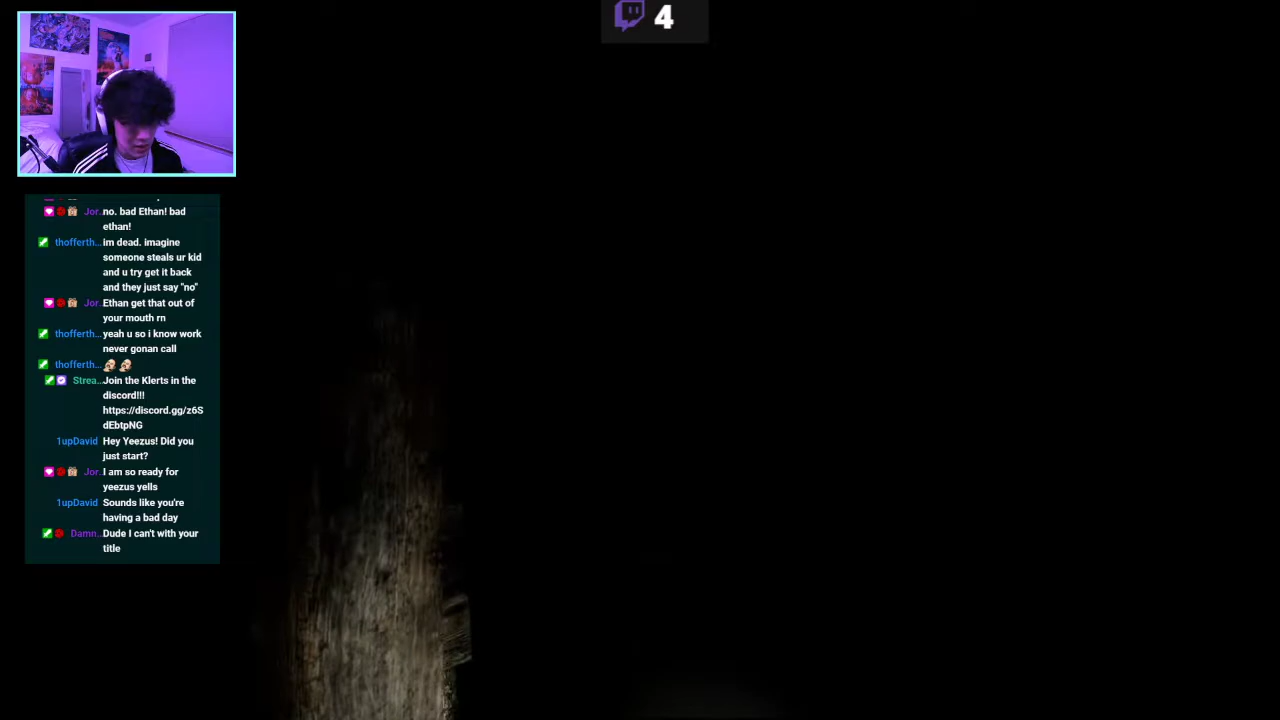 4
Jor..no. bad Ethan! bad
ethan!
thofferth...im dead. imagine
someone steals ur kid
and u try get it back
and they just say "no"
Jor..Ethan get that out of
your mouth rn
thofferth...yeah u so i know work
never gonan call
thofferth...
Strea...Join the Klerts in the
discord!!!
https://discord.gg/z6S
dEbtpNG
1upDavid Hey Yeezus! Did you
just start?
Jor..I am so ready for
yeezus yells
1upDavid Sounds like you're
having a bad day
Damn...Dude I can't with your
title